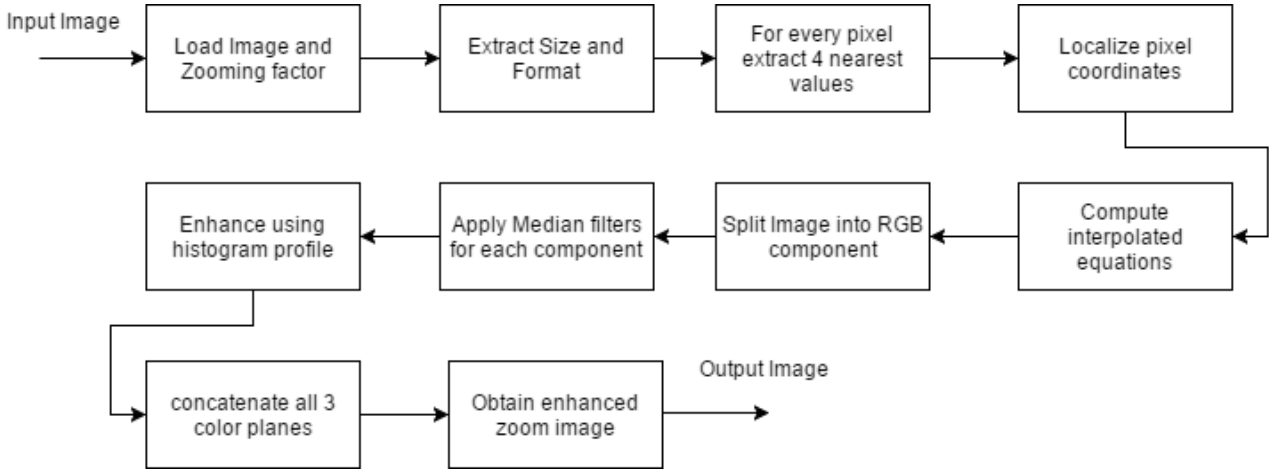 Input Image
Load Image and
Zooming factor
Extract Size and
Format
For every pixel
extract 4 nearest
values
Localize pixel
coordinates
Compute
interpolated
equations
Split Image into RGB
component
Apply Median filters
for each component
Enhance using
histogram profile
concatenate all 3
color planes
Obtain enhanced
zoom image
Output Image